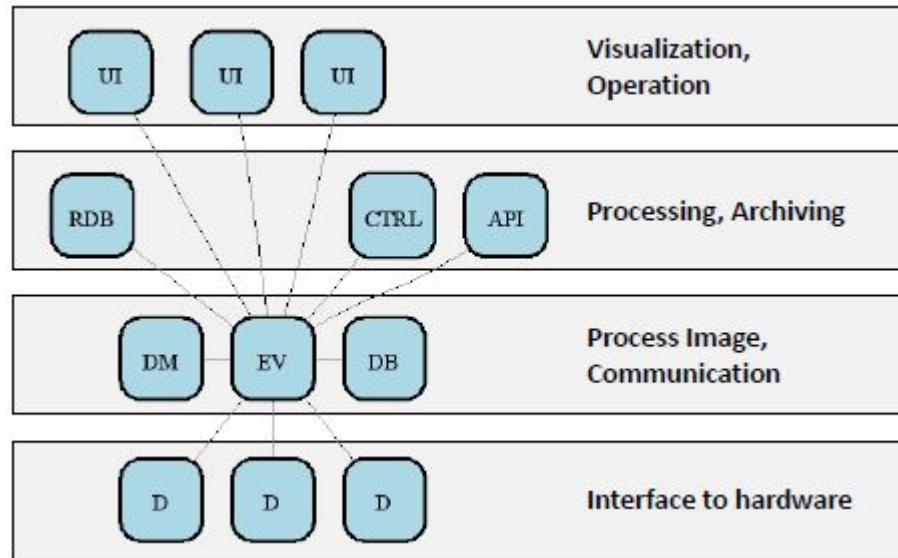 UI UI UI
Visualization,
Operation
RDB CTRL API
Processing, Archiving
DM EV DB
Process Image,
Communication
D D D
Interface to hardware